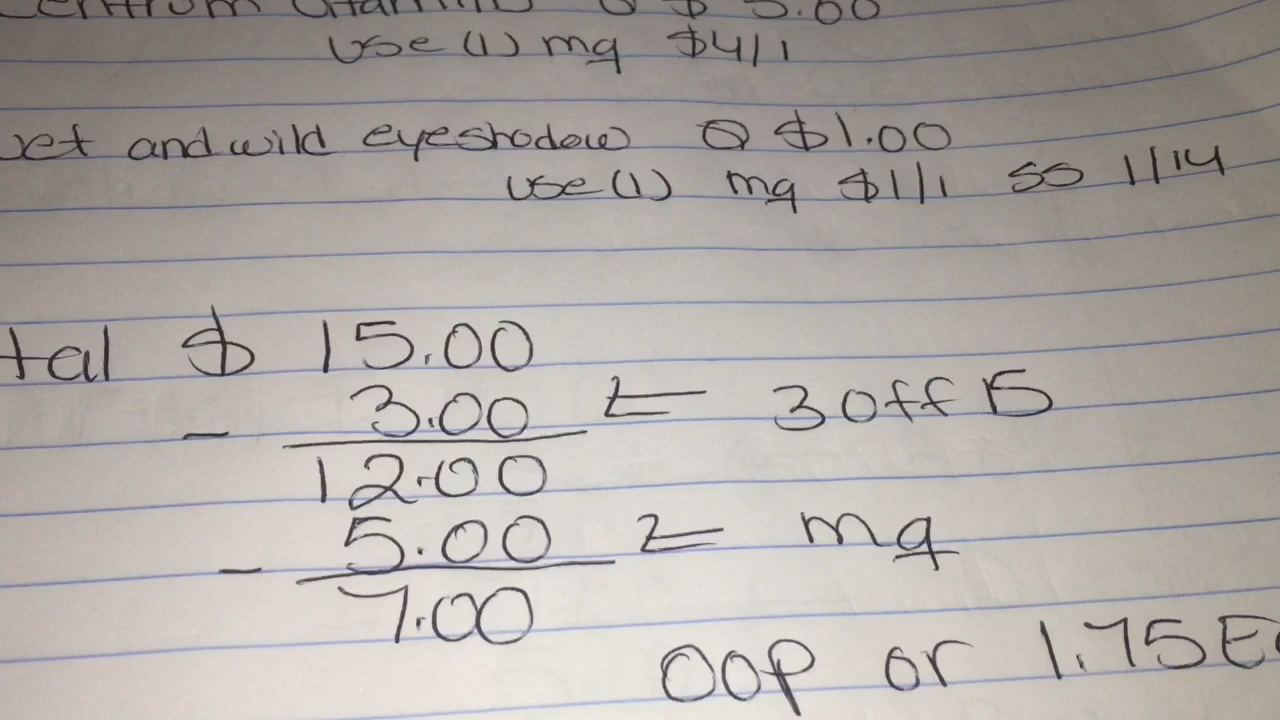 use (1) mq $4/1
and wild eyeshadow @ $1.00
use (1) mq $1/1 SS 1/14
tal $ 15.00
- 3.00 ⇐ 3 off 15
12.00
- 5.00 ⇐ mq
7.00
OOP or 1.75 E